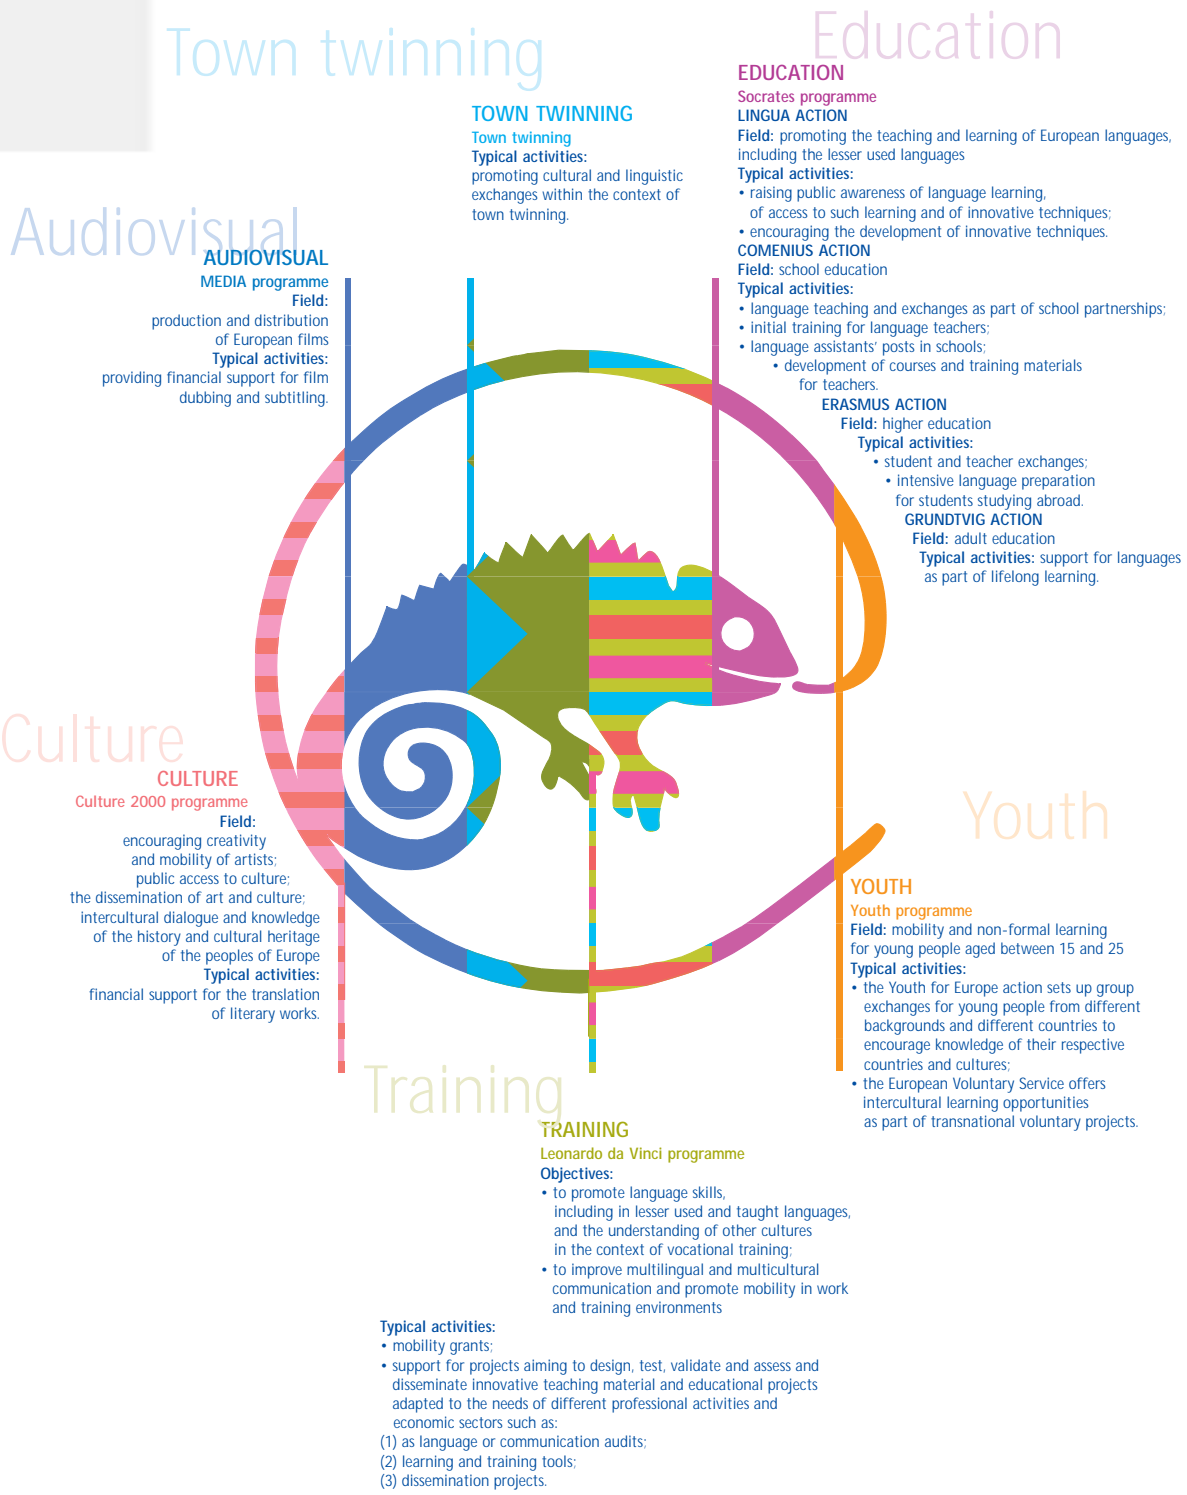 Town twinning
Education
TOWN TWINNING
Town twinning
Typical activities:
promoting cultural and linguistic
exchanges within the context of
town twinning.
EDUCATION
Socrates programme
LINGUA ACTION
Field: promoting the teaching and learning of European languages,
including the lesser used languages
Typical activities:
• raising public awareness of language learning,
of access to such learning and of innovative techniques;
• encouraging the development of innovative techniques.
COMENIUS ACTION
Field: school education
Typical activities:
• language teaching and exchanges as part of school partnerships;
• initial training for language teachers;
• language assistants' posts in schools;
• development of courses and training materials
for teachers.
ERASMUS ACTION
Field: higher education
Typical activities:
• student and teacher exchanges;
• intensive language preparation
for students studying abroad.
GRUNDTVIG ACTION
Field: adult education
Typical activities: support for languages
as part of lifelong learning.
Audiovisual
AUDIOVISUAL
MEDIA programme
Field:
production and distribution
of European films
Typical activities:
providing financial support for film
dubbing and subtitling.
Culture
CULTURE
Culture 2000 programme
Field:
encouraging creativity
and mobility of artists;
public access to culture;
the dissemination of art and culture;
intercultural dialogue and knowledge
of the history and cultural heritage
of the peoples of Europe
Typical activities:
financial support for the translation
of literary works.
Youth
YOUTH
Youth programme
Field: mobility and non-formal learning
for young people aged between 15 and 25
Typical activities:
• the Youth for Europe action sets up group
exchanges for young people from different
backgrounds and different countries to
encourage knowledge of their respective
countries and cultures;
• the European Voluntary Service offers
intercultural learning opportunities
as part of transnational voluntary projects.
Training
TRAINING
Leonardo da Vinci programme
Objectives:
• to promote language skills,
including in lesser used and taught languages,
and the understanding of other cultures
in the context of vocational training;
• to improve multilingual and multicultural
communication and promote mobility in work
and training environments
Typical activities:
• mobility grants;
• support for projects aiming to design, test, validate and assess and
disseminate innovative teaching material and educational projects
adapted to the needs of different professional activities and
economic sectors such as:
(1) as language or communication audits;
(2) learning and training tools;
(3) dissemination projects.